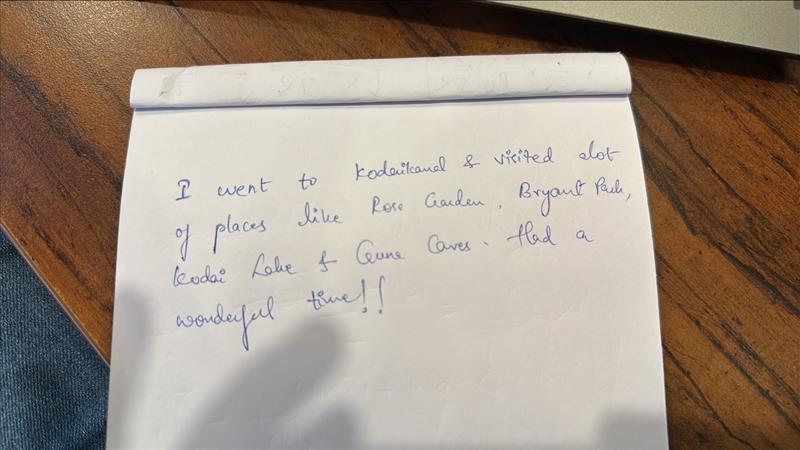 I went to Kodaikanal & visited alot
of places like Rose Garden, Bryant Park,
Kodai Lake & Guna Caves. Had a
wonderful time!!